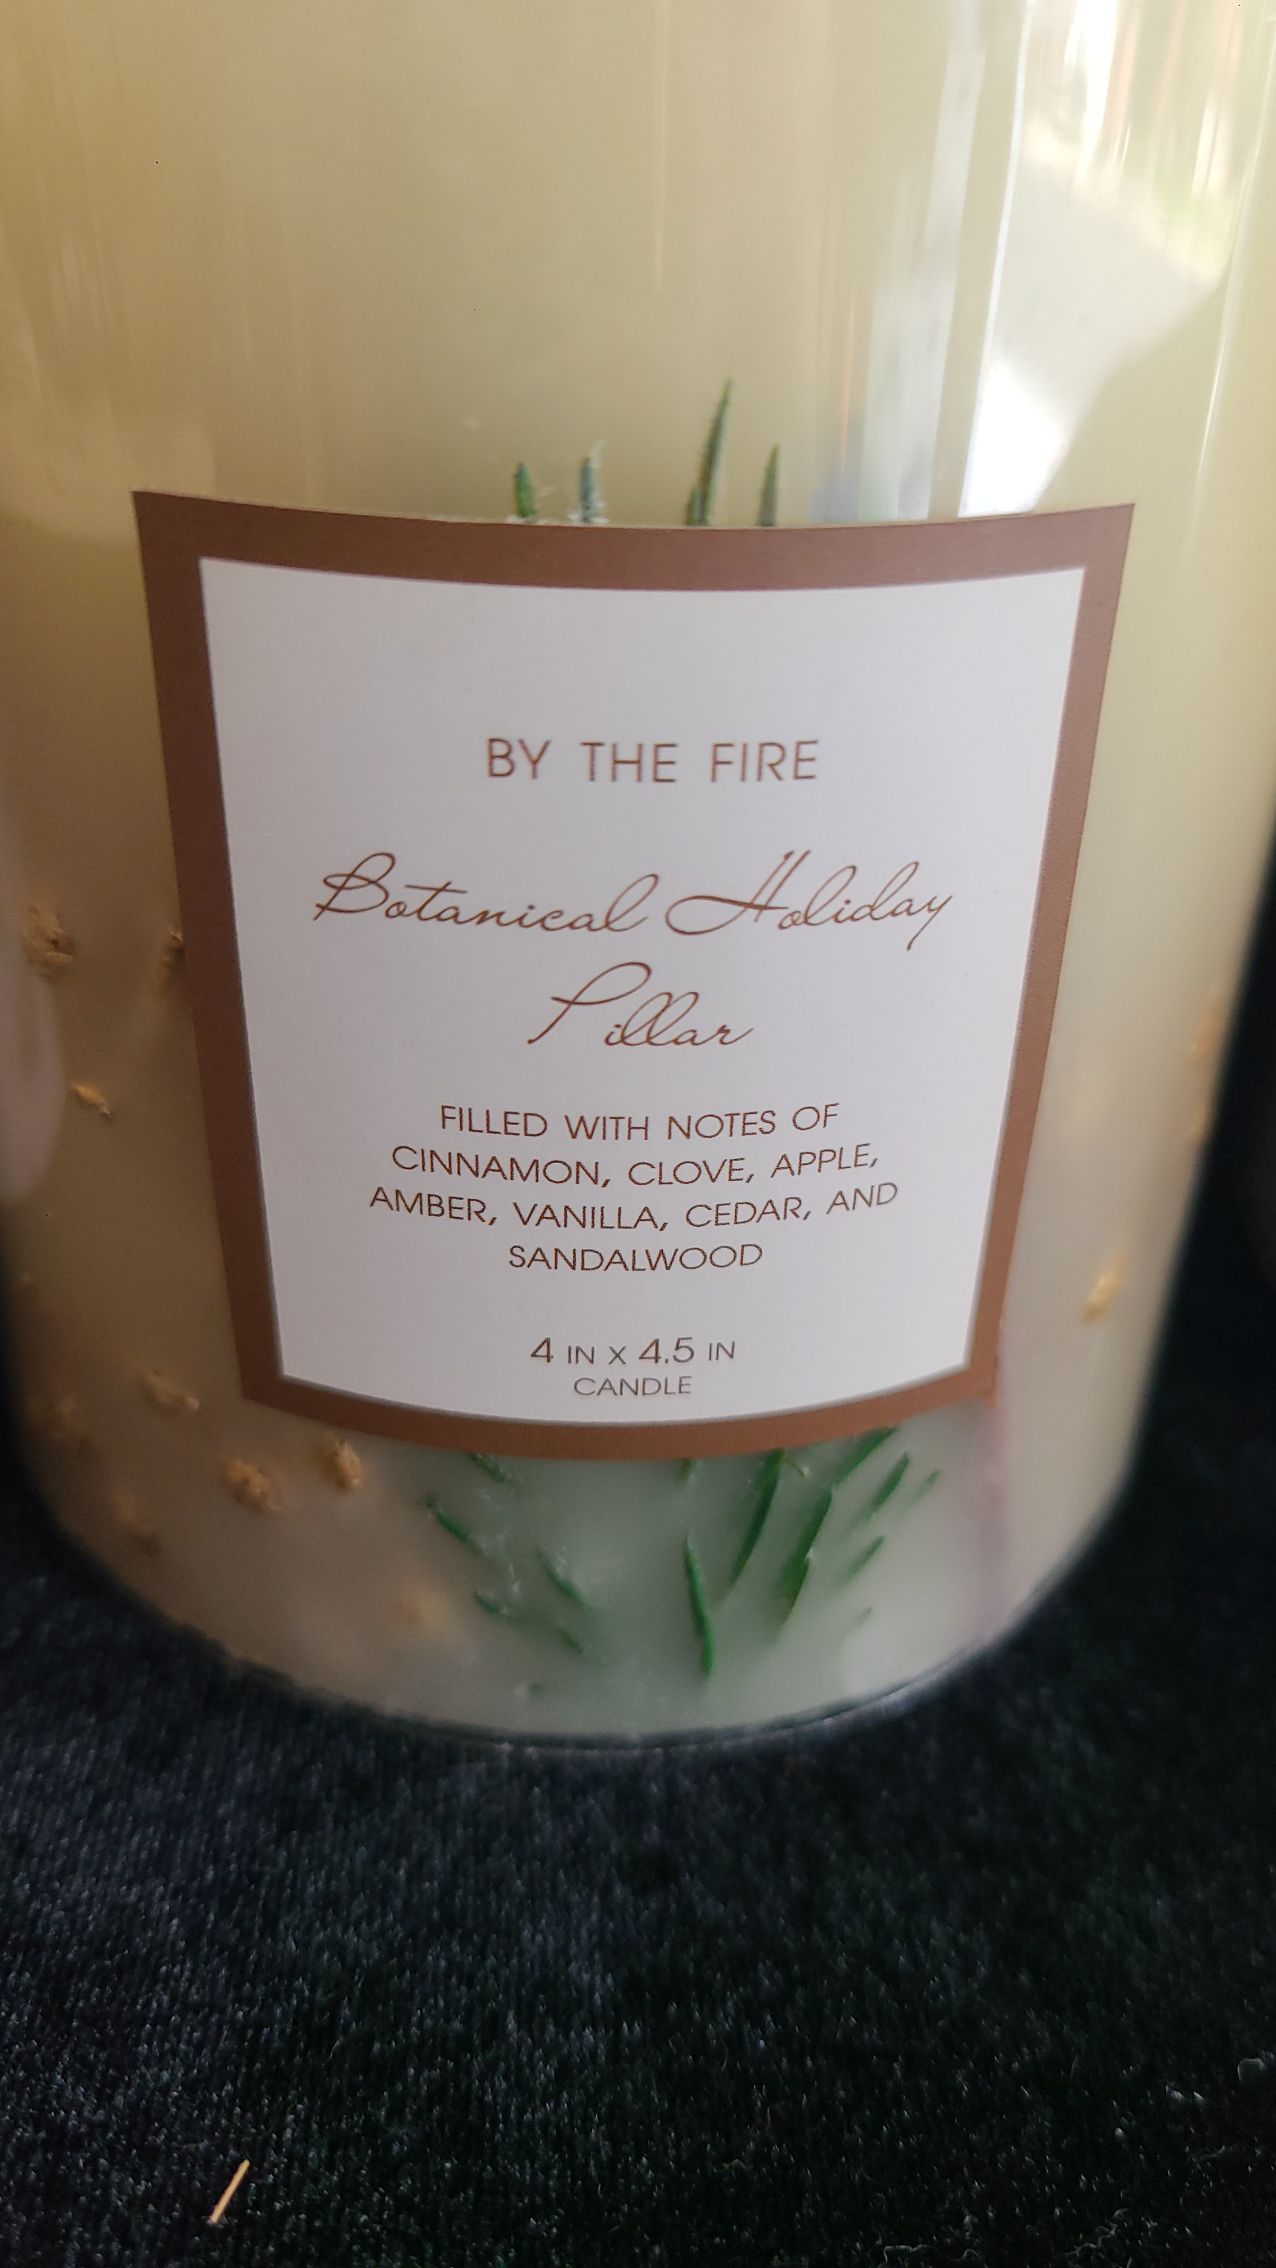 BY THE FIRE
Botanical Holiday
Pillar
FILLED WITH NOTES OF
CINNAMON, CLOVE, APPLE,
AMBER, VANILLA, CEDAR, AND
SANDALWOOD
4 IN X 4.5 IN
CANDLE